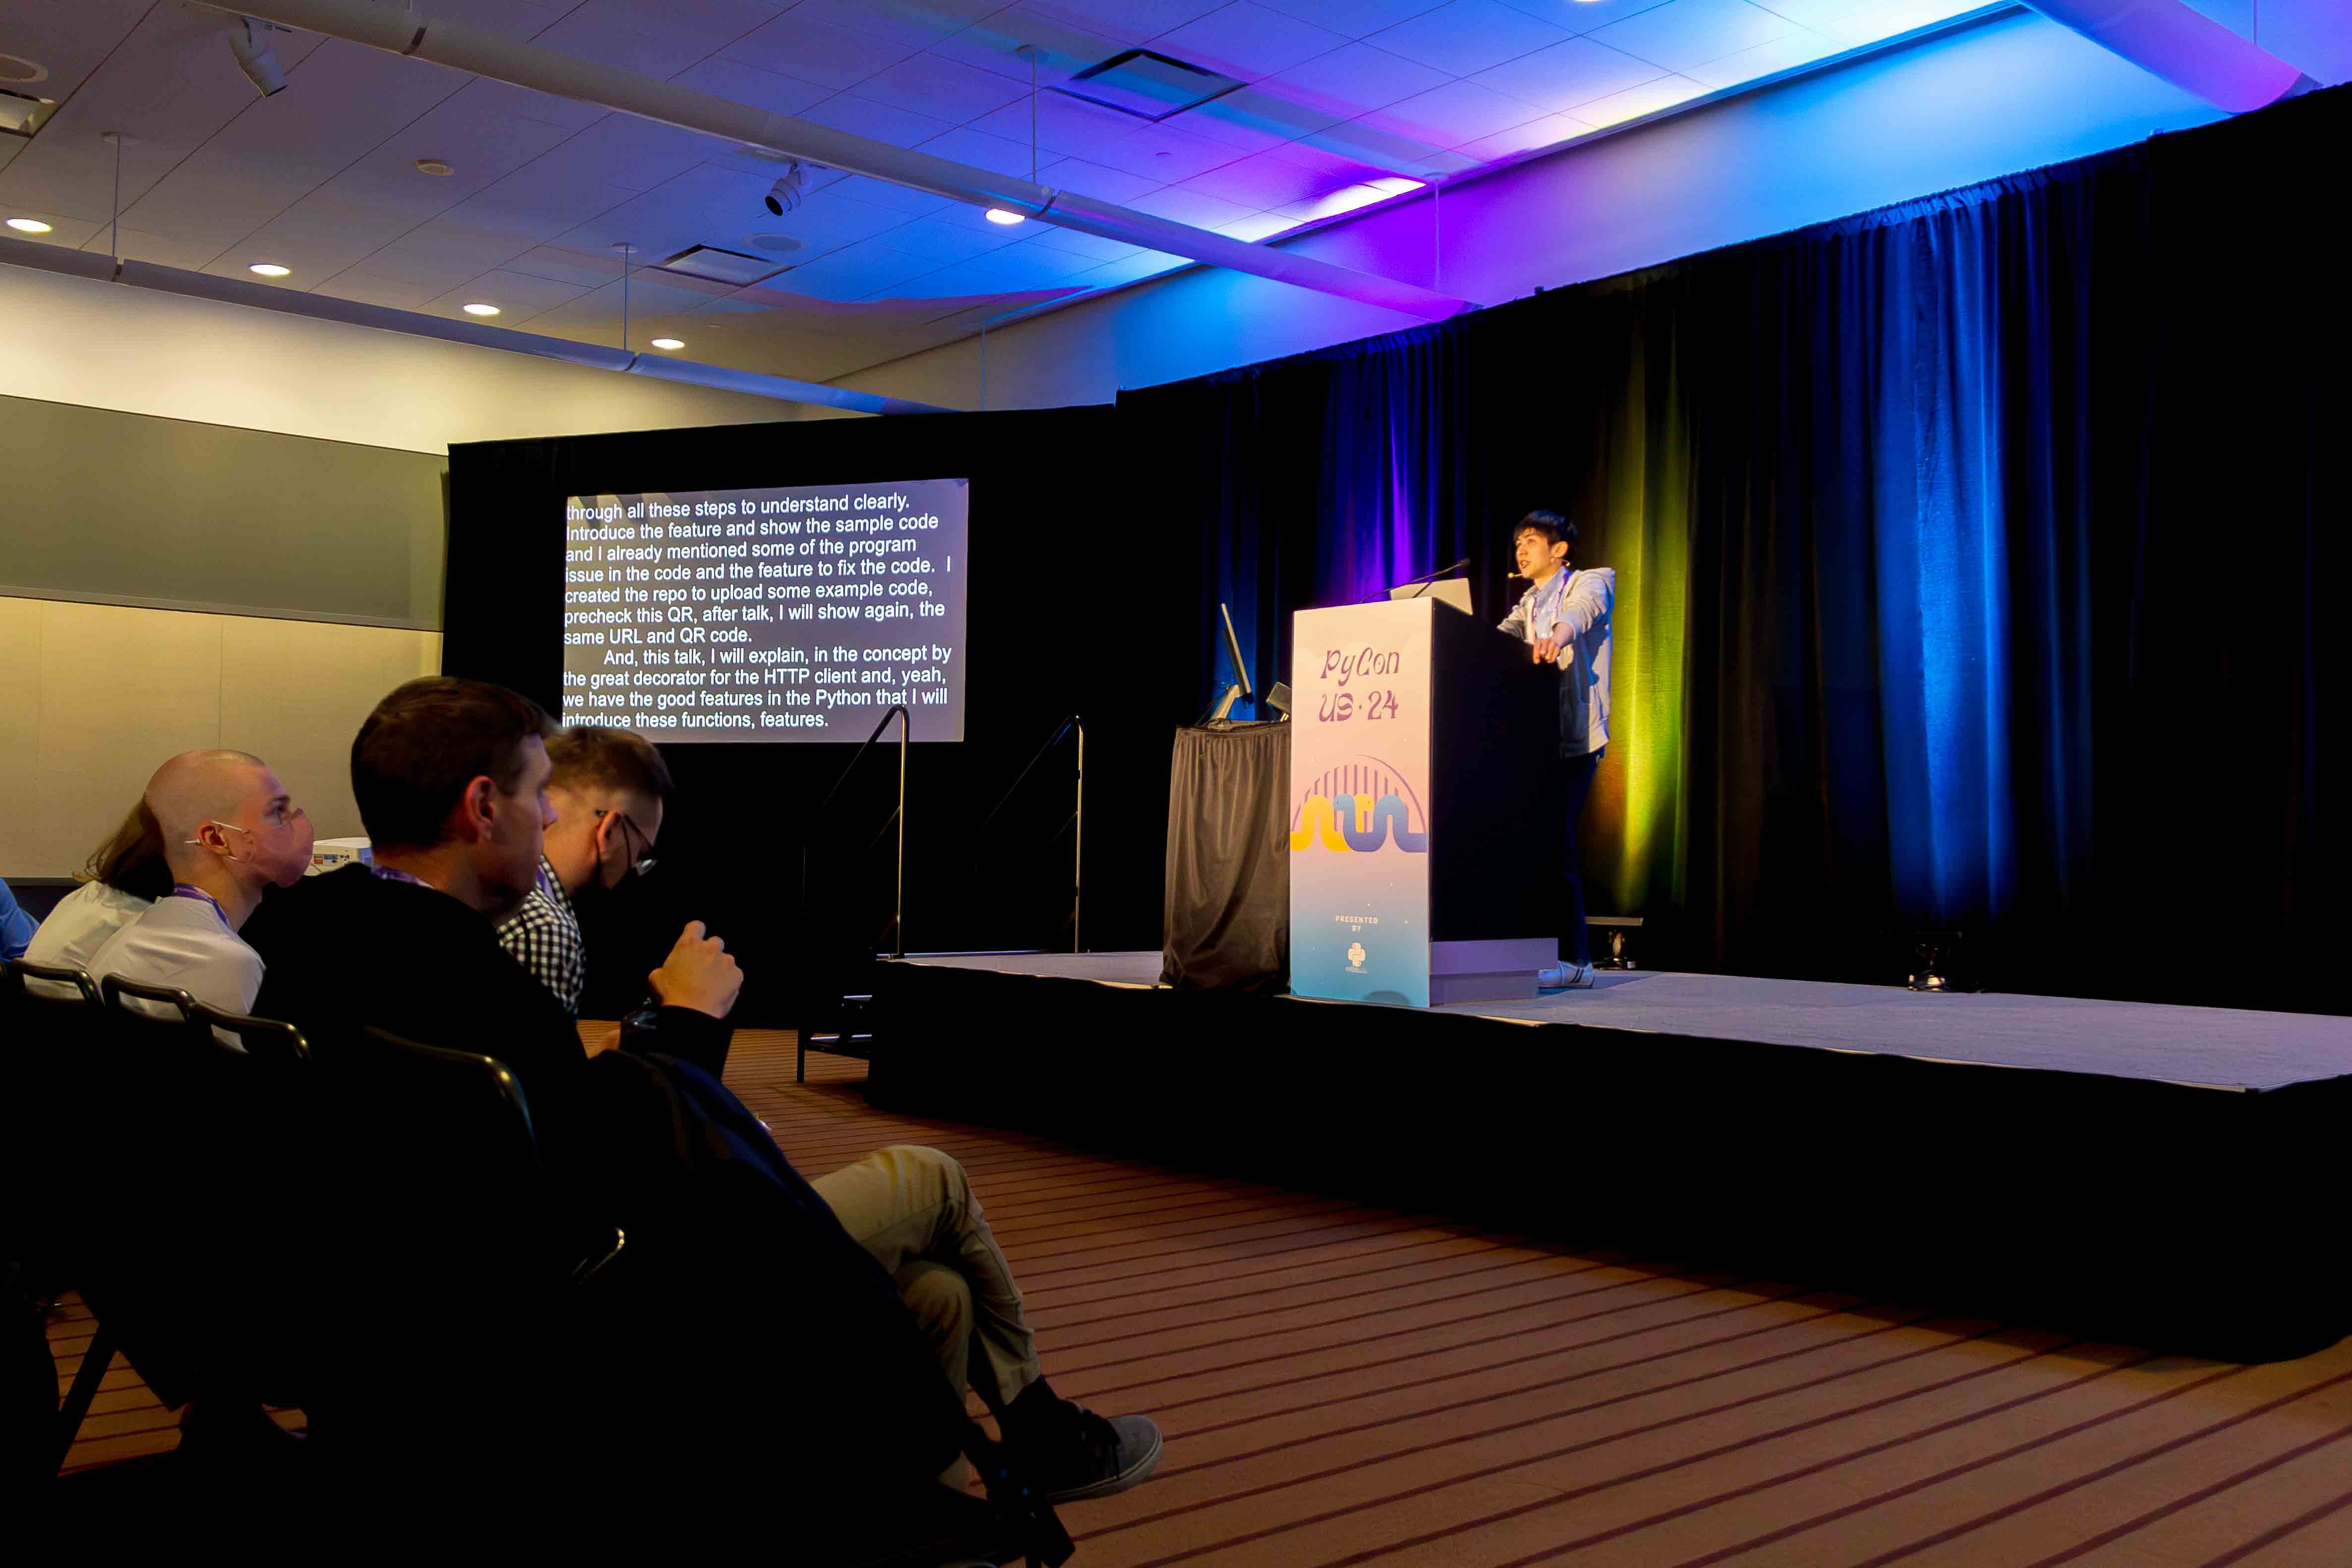 through all these steps to understand clearly.
Introduce the feature and show the sample code
and I already mentioned some of the program
issue in the code and the feature to fix the code. I
created the repo to upload some example code,
precheck this QR, after talk, I will show again, the
same URL and QR code.
And, this talk, I will explain, in the concept by
the great decorator for the HTTP client and, yeah,
we have the good features in the Python that I will
introduce these functions, features.
PyCon
US·24
PRESENTED
BY